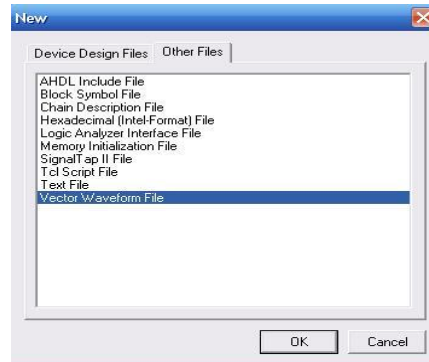 New
Device Design Files Other Files
AHDL Include File
Block Symbol File
Chain Description File
Hexadecimal (Intel-Format) File
Logic Analyzer Interface File
Memory Initialization File
SignalTap II File
Tcl Script File
Text File
Vector Waveform File
OK Cancel